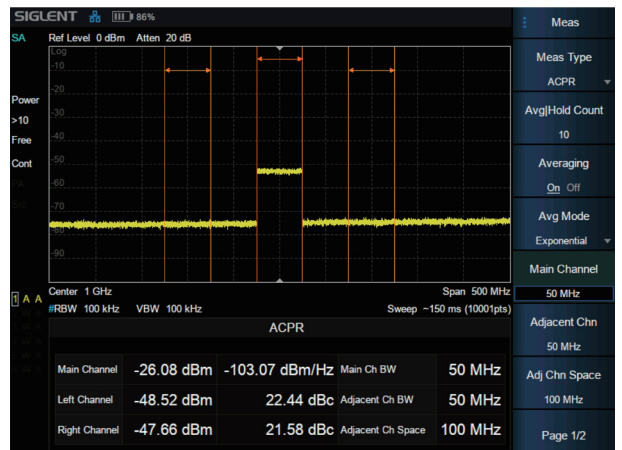 SIGLENT 86%
SA Ref Level 0 dBm Atten 20 dB
Log
-10
-20
-30
-40
-50
-60
-70
-80
-90
Power
>10
Free
Cont
PA
1 A A
Center 1 GHz Span 500 MHz
#RBW 100 kHz VBW 100 kHz Sweep ~150 ms (10001pts)
ACPR
Main Channel -26.08 dBm -103.07 dBm/Hz Main Ch BW 50 MHz
Left Channel -48.52 dBm 22.44 dBc Adjacent Ch BW 50 MHz
Right Channel -47.66 dBm 21.58 dBc Adjacent Ch Space 100 MHz
Meas
Meas Type
ACPR
Avg|Hold Count
10
Averaging
On Off
Avg Mode
Exponential
Main Channel
50 MHz
Adjacent Chn
50 MHz
Adj Chn Space
100 MHz
Page 1/2